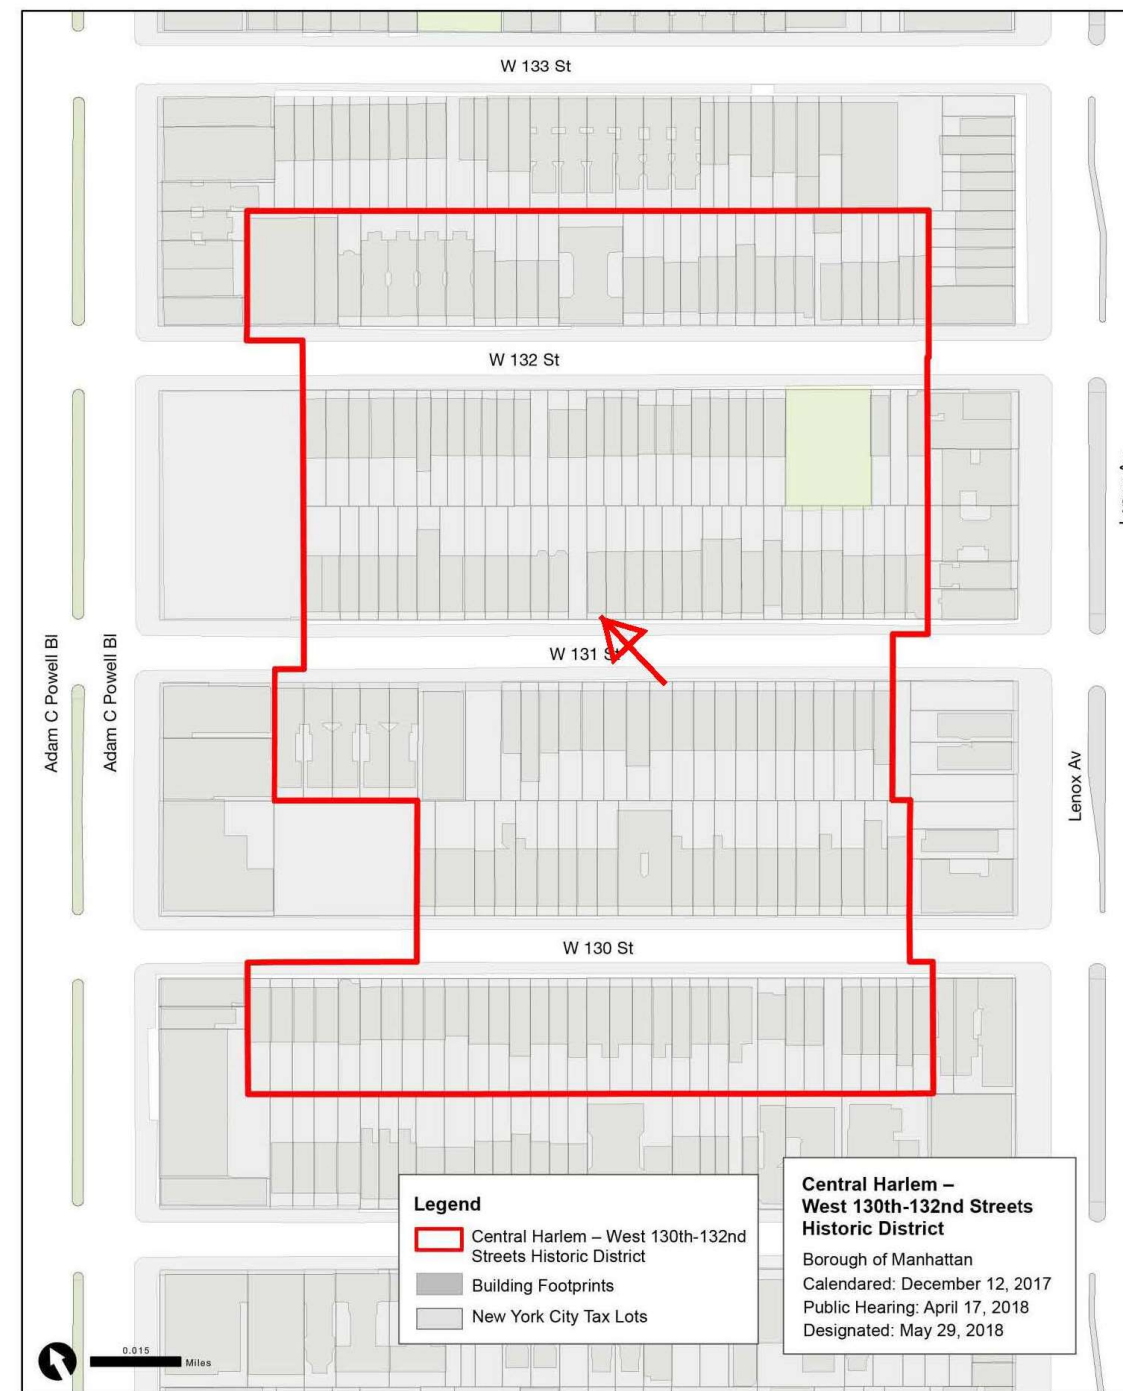 W 133 St
W 132 St
W 131 St
Adam C Powell Bl
Adam C Powell Bl
Lenox Av
W 130 St
Legend
Central Harlem – West 130th-132nd
Streets Historic District
Building Footprints
New York City Tax Lots
Central Harlem –
West 130th-132nd Streets
Historic District
Borough of Manhattan
Calendared: December 12, 2017
Public Hearing: April 17, 2018
Designated: May 29, 2018
0.015
Miles